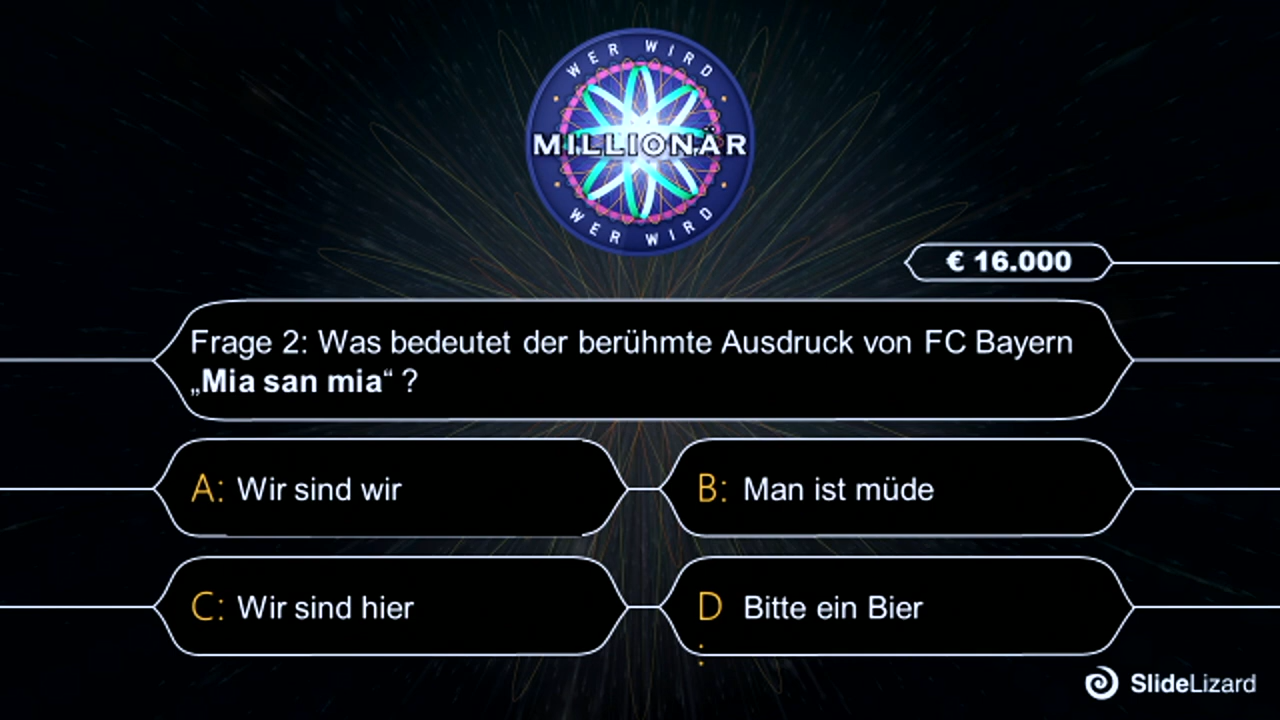 WER WIRD
MILLIONÄR
WER WIRD
€ 16.000
Frage 2: Was bedeutet der berühmte Ausdruck von FC Bayern
„Mia san mia“ ?
A: Wir sind wir
B: Man ist müde
C: Wir sind hier
D: Bitte ein Bier
SlideLizard